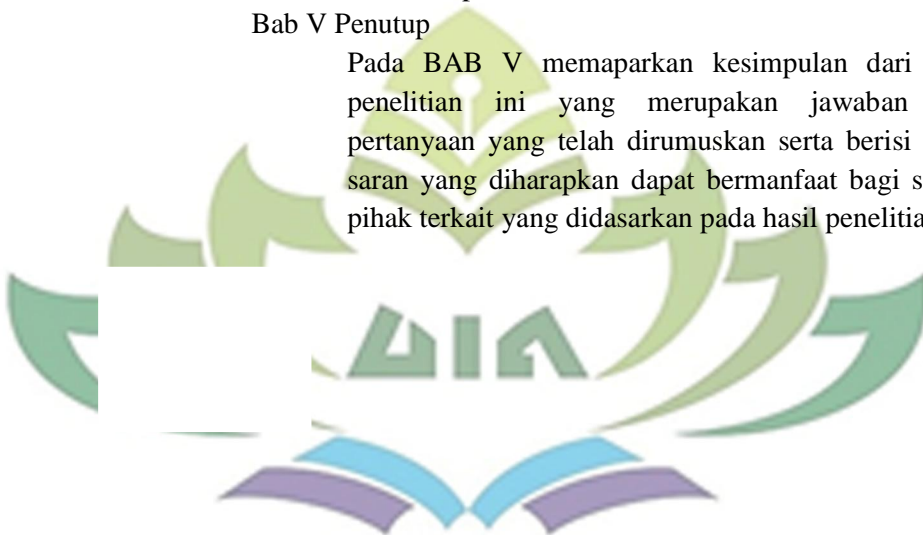 Bab V Penutup
Pada BAB V memaparkan kesimpulan dari
penelitian ini yang merupakan jawaban
pertanyaan yang telah dirumuskan serta berisi
saran yang diharapkan dapat bermanfaat bagi
pihak terkait yang didasarkan pada hasil
UIN